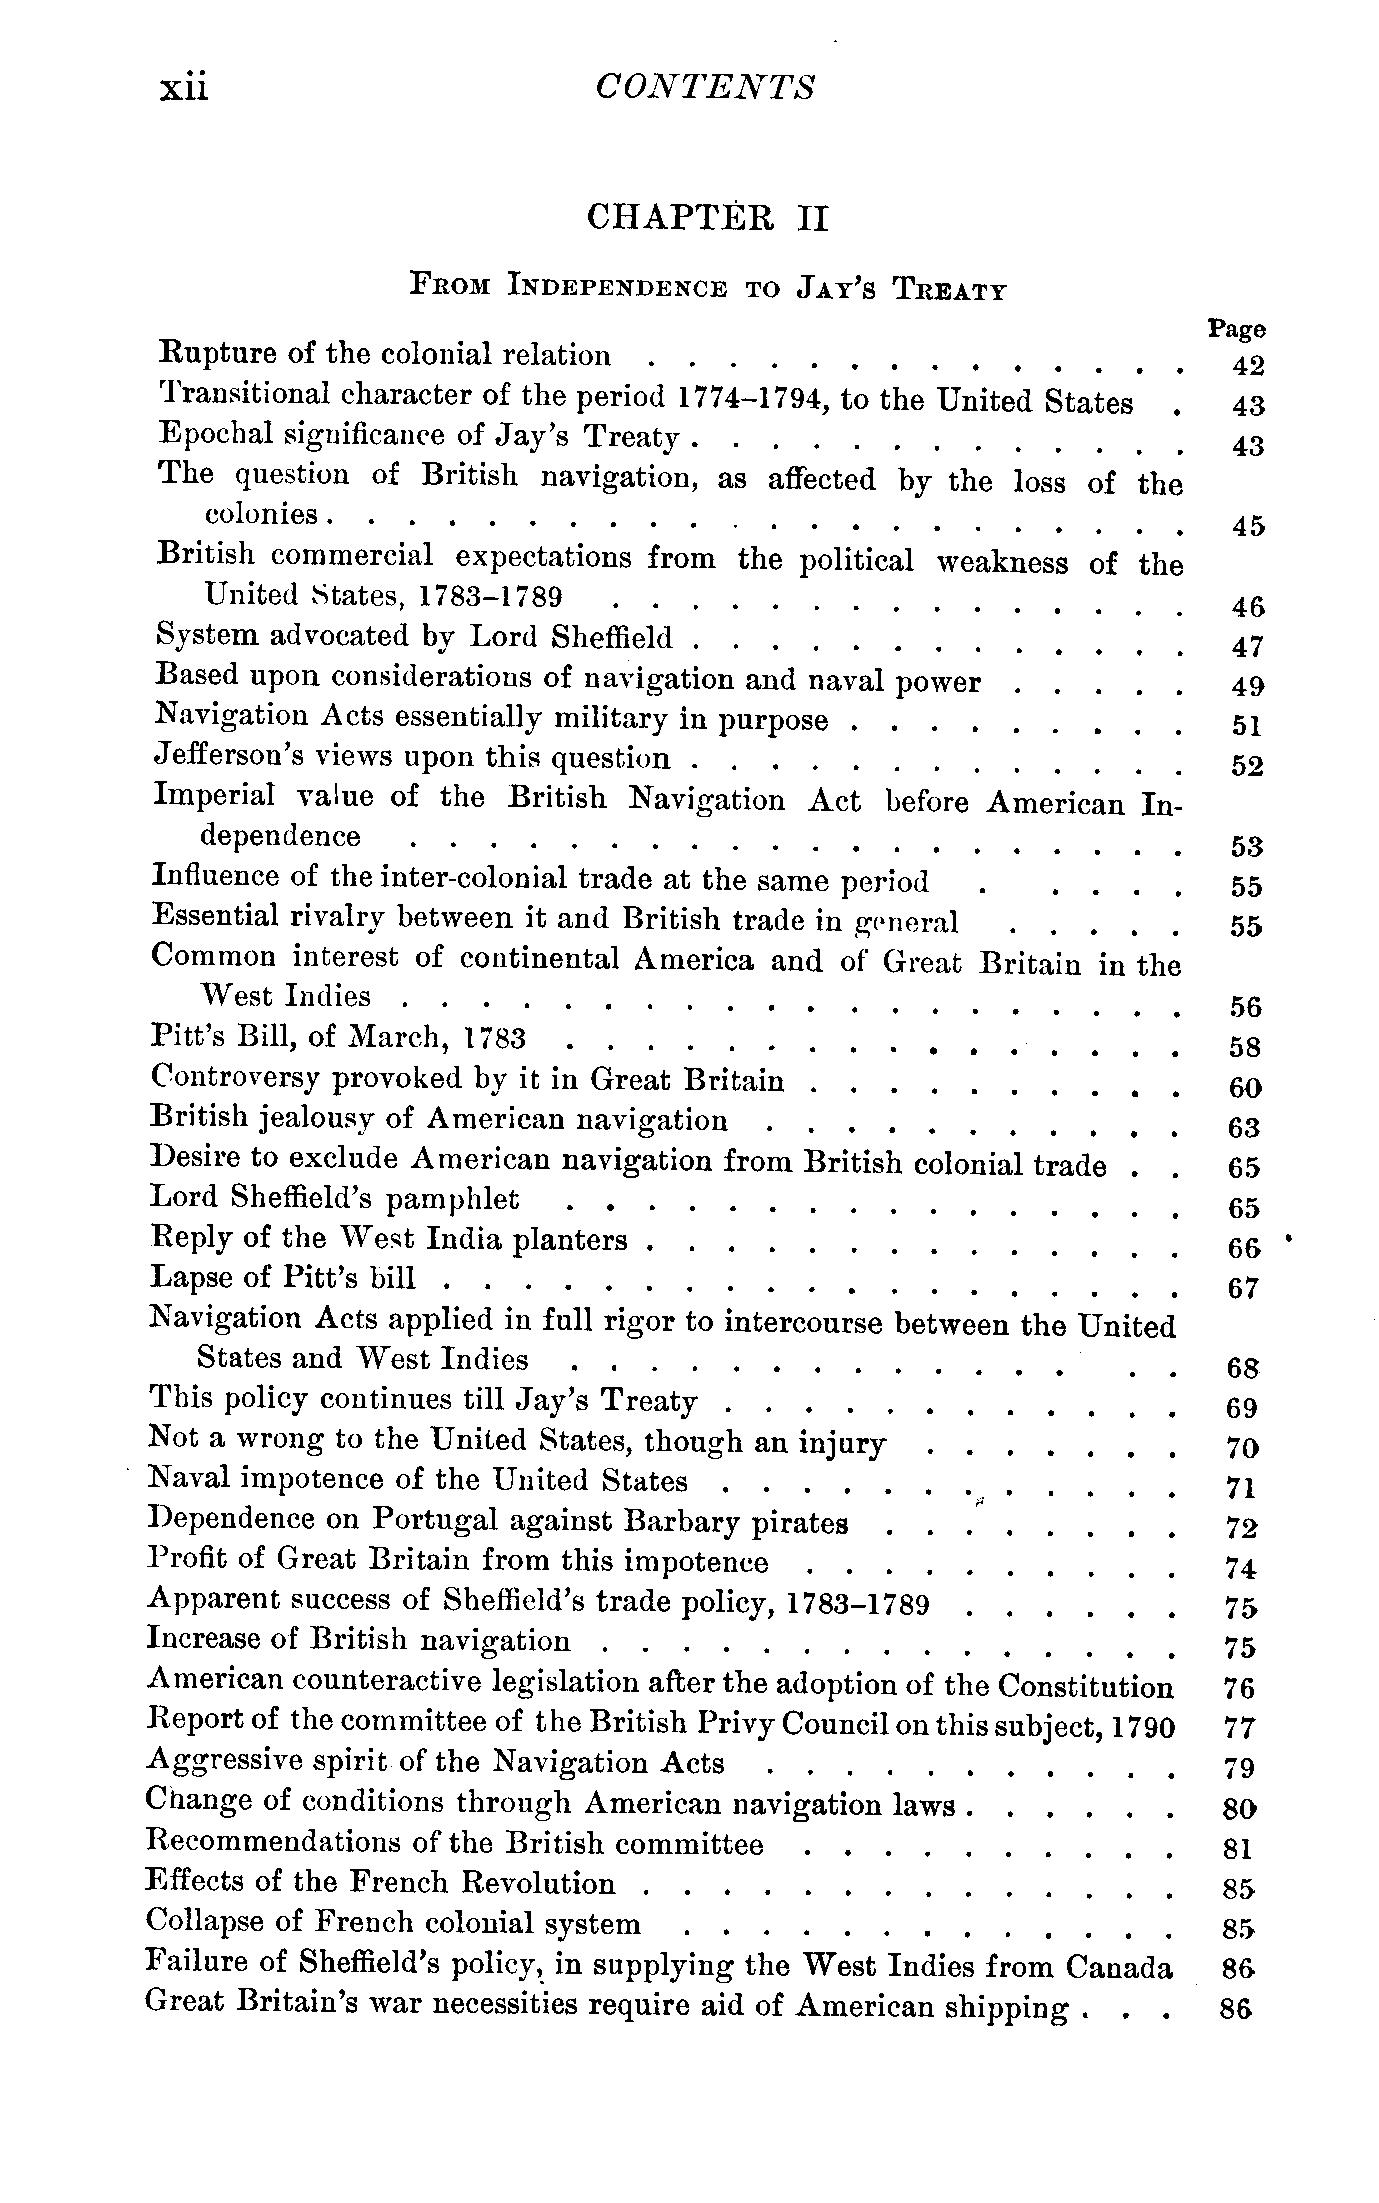 xii CONTENTS
CHAPTER II
From Independence to Jay's Treaty
Page
Rupture of the colonial relation . . . . . . . . . . . . . . 42
Transitional character of the period 1774–1794, to the United States . 43
Epochal significance of Jay's Treaty . . . . . . . . . . . . . 43
The question of British navigation, as affected by the loss of the
colonies . . . . . . . . . . . . . . . . . . . . . . 45
British commercial expectations from the political weakness of the
United States, 1783–1789 . . . . . . . . . . . . . . . 46
System advocated by Lord Sheffield . . . . . . . . . . . . . 47
Based upon considerations of navigation and naval power . . . . . 49
Navigation Acts essentially military in purpose . . . . . . . . . 51
Jefferson's views upon this question . . . . . . . . . . . . . 52
Imperial value of the British Navigation Act before American In-
dependence . . . . . . . . . . . . . . . . . . . . 53
Influence of the inter-colonial trade at the same period . . . . . 55
Essential rivalry between it and British trade in general . . . . . 55
Common interest of continental America and of Great Britain in the
West Indies . . . . . . . . . . . . . . . . . . . . 56
Pitt's Bill, of March, 1783 . . . . . . . . . . . . . . . . 58
Controversy provoked by it in Great Britain . . . . . . . . . . 60
British jealousy of American navigation . . . . . . . . . . . 63
Desire to exclude American navigation from British colonial trade . . 65
Lord Sheffield's pamphlet . . . . . . . . . . . . . . . . 65
Reply of the West India planters . . . . . . . . . . . . . . 66
Lapse of Pitt's bill . . . . . . . . . . . . . . . . . . . 67
Navigation Acts applied in full rigor to intercourse between the United
States and West Indies . . . . . . . . . . . . . . . 68
This policy continues till Jay's Treaty . . . . . . . . . . . . 69
Not a wrong to the United States, though an injury . . . . . . . 70
Naval impotence of the United States . . . . . . . . . . . . 71
Dependence on Portugal against Barbary pirates . . . . . . . . 72
Profit of Great Britain from this impotence . . . . . . . . . . 74
Apparent success of Sheffield's trade policy, 1783–1789 . . . . . . 75
Increase of British navigation . . . . . . . . . . . . . . . 75
American counteractive legislation after the adoption of the Constitution 76
Report of the committee of the British Privy Council on this subject, 1790 77
Aggressive spirit of the Navigation Acts . . . . . . . . . . . 79
Change of conditions through American navigation laws . . . . . . 80
Recommendations of the British committee . . . . . . . . . . 81
Effects of the French Revolution . . . . . . . . . . . . . . 85
Collapse of French colonial system . . . . . . . . . . . . . 85
Failure of Sheffield's policy, in supplying the West Indies from Canada 86
Great Britain's war necessities require aid of American shipping . . . 86